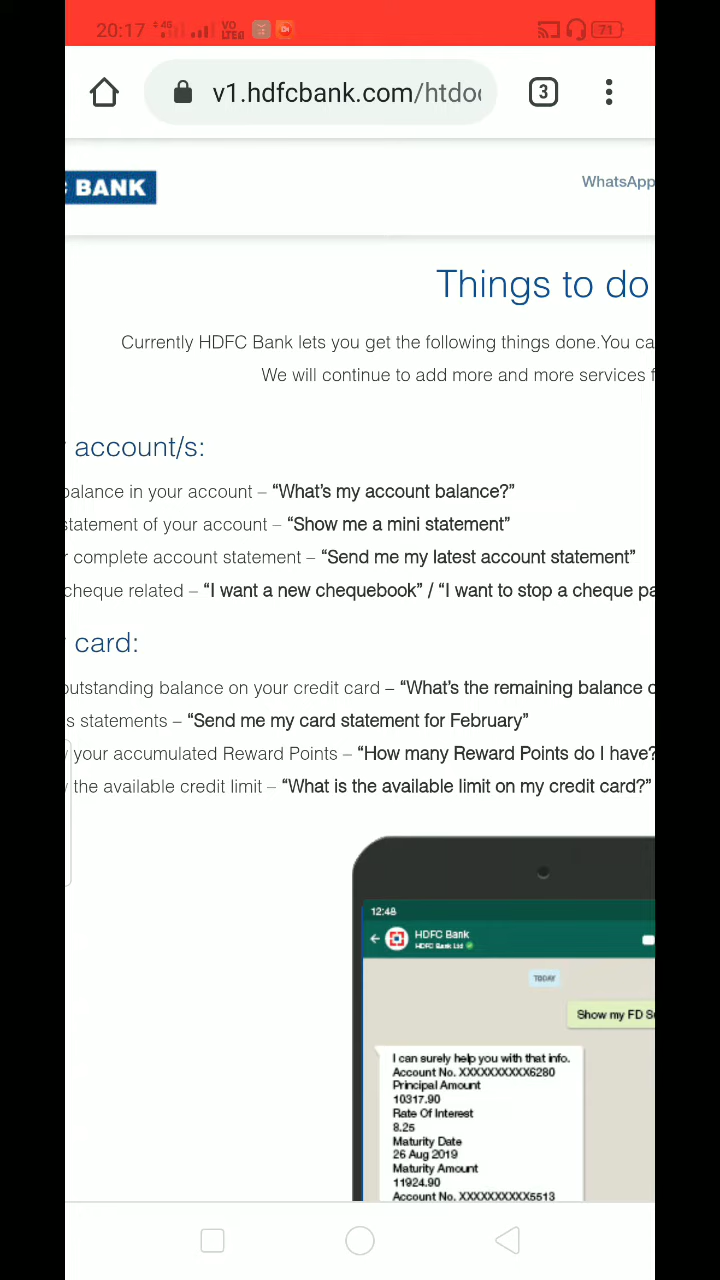 20:17 4G VO LTE 71
v1.hdfcbank.com/htdo 3
BANK
WhatsApp
Things to do
Currently HDFC Bank lets you get the following things done.You ca
We will continue to add more and more services f
account/s:
balance in your account – “What’s my account balance?”
statement of your account – “Show me a mini statement”
r complete account statement – “Send me my latest account statement”
cheque related – “I want a new chequebook” / “I want to stop a cheque pa
card:
outstanding balance on your credit card – “What’s the remaining balance o
s statements – “Send me my card statement for February”
your accumulated Reward Points – “How many Reward Points do I have?
the available credit limit – “What is the available limit on my credit card?”
12:48
HDFC Bank
HDFC Bank Ltd
TODAY
Show my FD S
I can surely help you with that info.
Account No. XXXXXXXXXX6280
Principal Amount
10317.90
Rate Of Interest
8.25
Maturity Date
26 Aug 2019
Maturity Amount
11924.90
Account No. XXXXXXXXXX5513